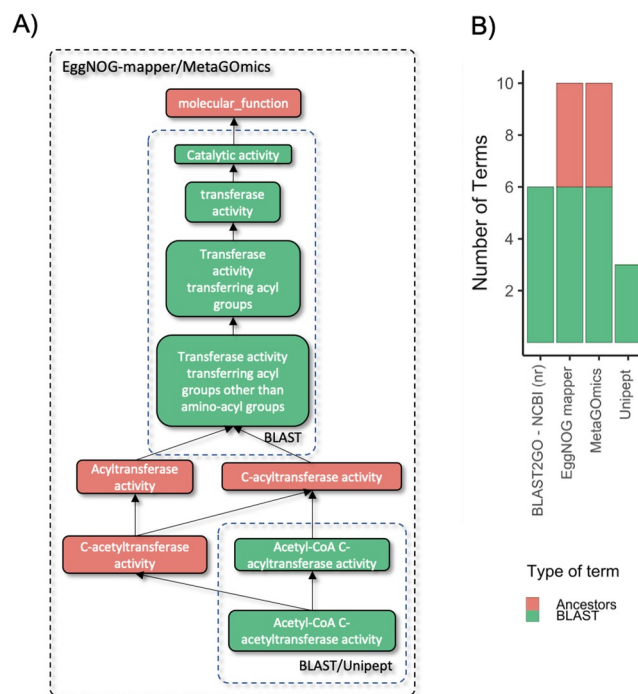 A)
EggNOG-mapper/MetaGOmics
molecular_function
Catalytic activity
transferase
activity
Transferase
activity
transferring acyl
groups
Transferase activity
transferring acyl
groups other than
amino-acyl groups
BLAST
Acyltransferase
activity
C-acyltransferase activity
C-acetyltransferase
activity
Acetyl-CoA C-
acyltransferase activity
Acetyl-CoA C-
acetyltransferase activity
BLAST/Unipept
B)
Number of Terms
10
8
6
4
2
BLAST2GO - NCBI (nr)
EggNOG mapper
MetaGOmics
Unipept
Type of term
Ancestors
BLAST